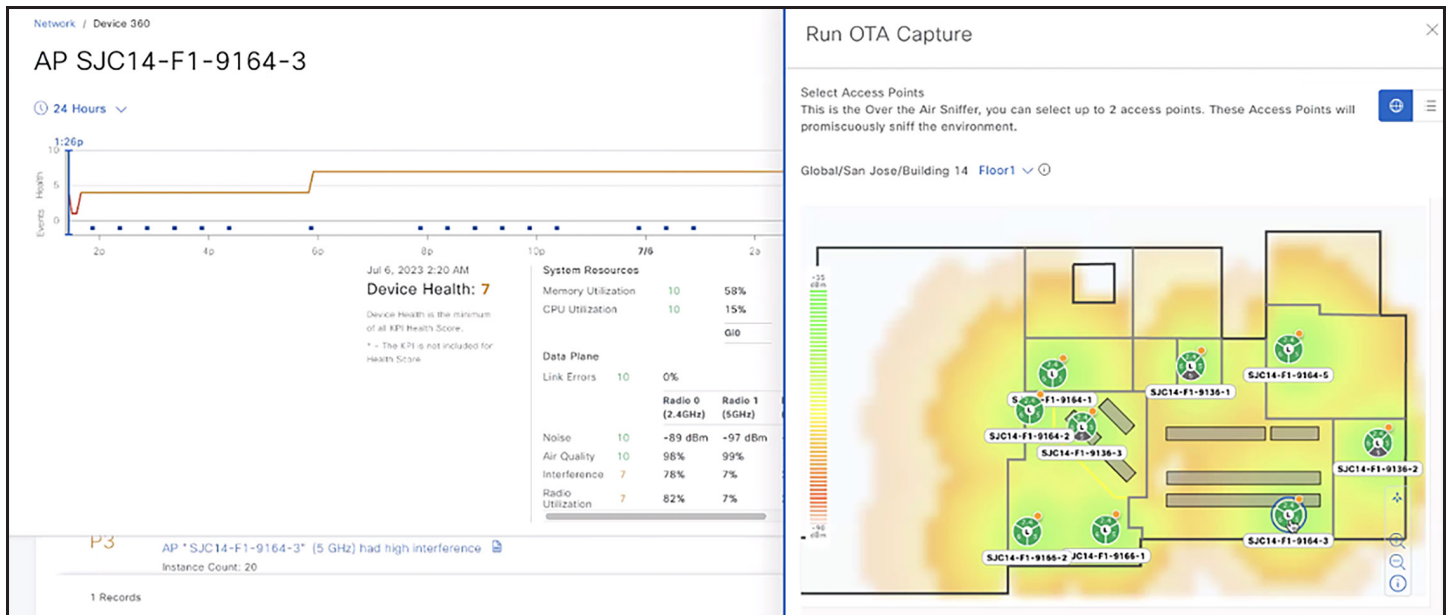 Network / Device 360
AP SJC14-F1-9164-3
24 Hours
1:26p
10
5
0
Health
Events
2p 4p 6p 8p 10p 7/6 2a
Jul 6, 2023 2:20 AM
Device Health: 7
Device Health is the minimum
of all KPI Health Score.
* - The KPI is not included for
Health Score
System Resources
Memory Utilization 10 58%
CPU Utilization 10 15%
GI0
Data Plane
Link Errors 10 0%
Radio 0 Radio 1
(2.4GHz) (5GHz)
Noise 10 -89 dBm -97 dBm
Air Quality 10 98% 99%
Interference 7 78% 7%
Radio
Utilization 7 82% 7%
P3
AP "SJC14-F1-9164-3" (5 GHz) had high interference
Instance Count: 20
1 Records
Run OTA Capture
Select Access Points
This is the Over the Air Sniffer, you can select up to 2 access points. These Access Points will
promiscuously sniff the environment.
Global/San Jose/Building 14 Floor1
-35
dBm
-90
dBm
SJC14-F1-9164-5
SJC14-F1-9136-1
-F1-9164-1
SJC14-F1-9164-2
SJC14-F1-9136-3
SJC14-F1-9136-2
SJC14-F1-9164-3
SJC14-F1-9166-2
JC14-F1-9166-1